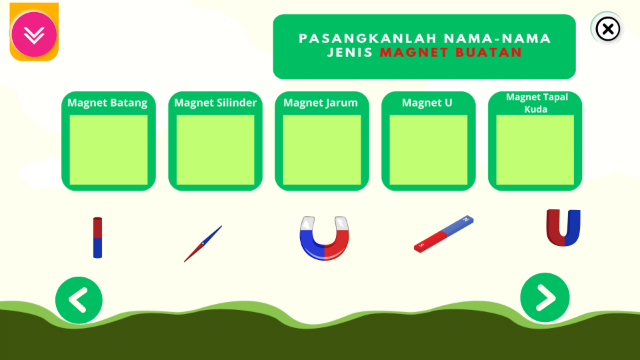 PASANGKANLAH NAMA-NAMA
JENIS MAGNET BUATAN
Magnet Batang
Magnet Silinder
Magnet Jarum
Magnet U
Magnet Tapal
Kuda